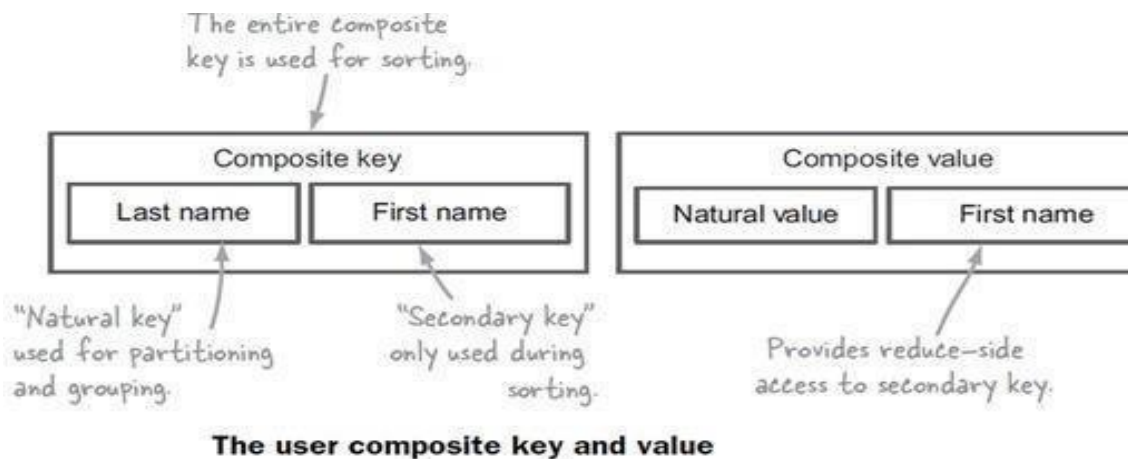 The entire composite
key is used for sorting.
Composite key
Last name
First name
Composite value
Natural value
First name
"Natural key"
used for partitioning
and grouping.
"Secondary key"
only used during
sorting.
Provides reduce-side
access to secondary key.
The user composite key and value